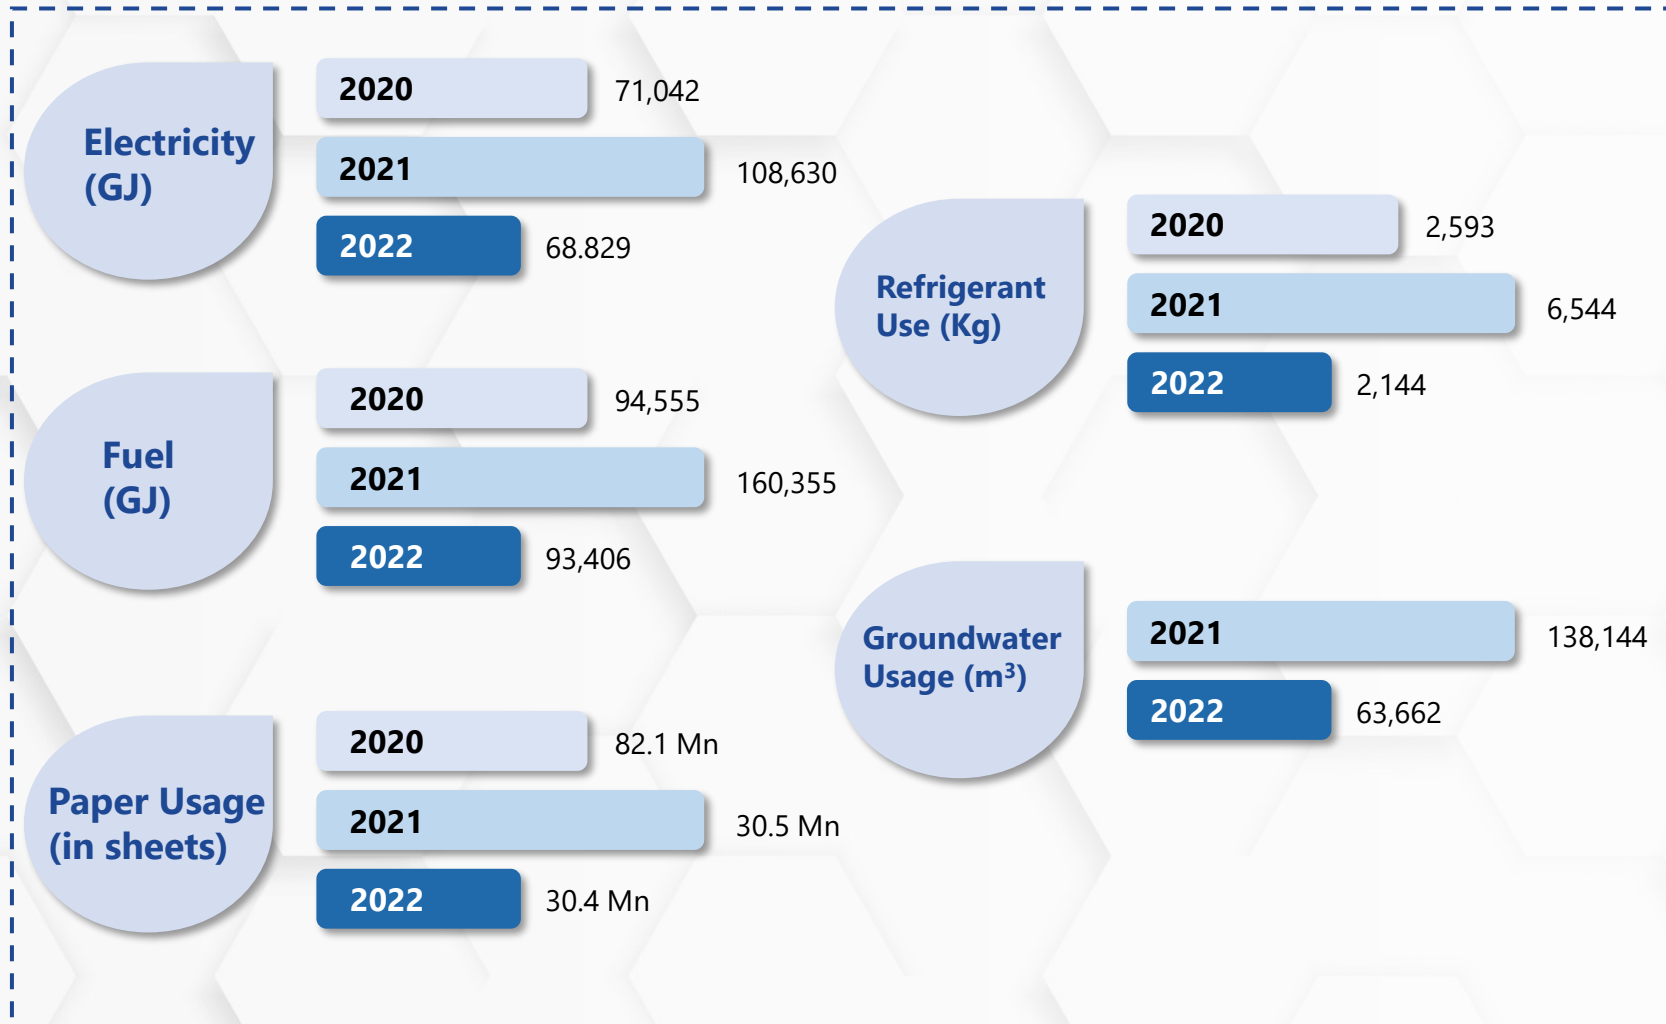 Electricity
(GJ)
2020
71,042
2021
108,630
2022
68.829
Fuel
(GJ)
2020
94,555
2021
160,355
2022
93,406
Paper Usage
(in sheets)
2020
82.1 Mn
2021
30.5 Mn
2022
30.4 Mn
Refrigerant
Use (Kg)
2020
2,593
2021
6,544
2022
2,144
Groundwater
Usage (m³)
2021
138,144
2022
63,662